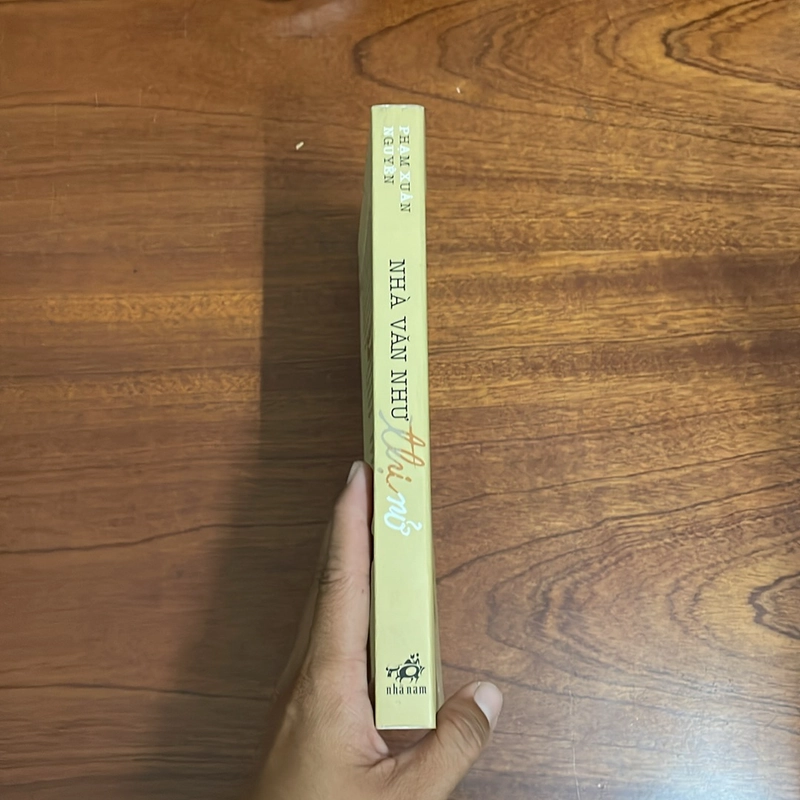 PHẠM XUÂN
NGUYÊN
NHÀ VĂN NHƯ
thị nở
nhã nam